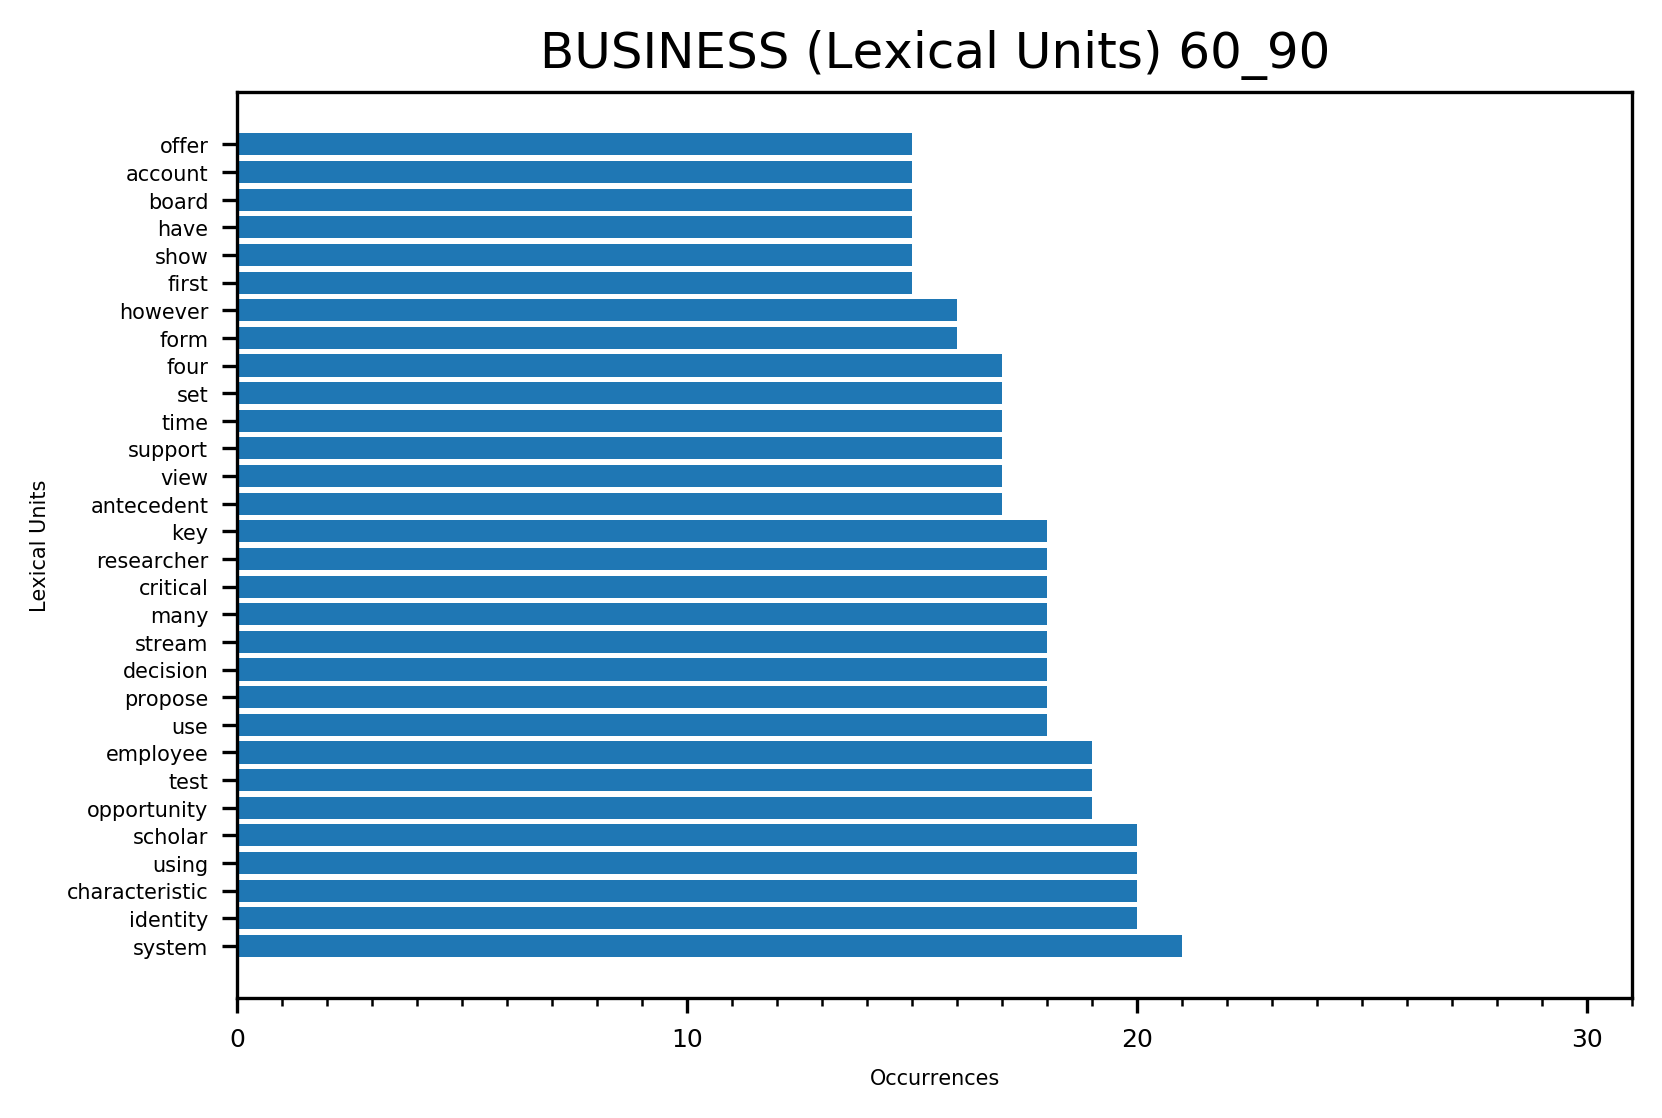 BUSINESS (Lexical Units) 60_90
offer
account
board
have
show
first
however
form
four
set
time
support
view
antecedent
key
researcher
critical
many
stream
decision
propose
use
employee
test
opportunity
scholar
using
characteristic
identity
system
Lexical Units
0 10 20 30
Occurrences